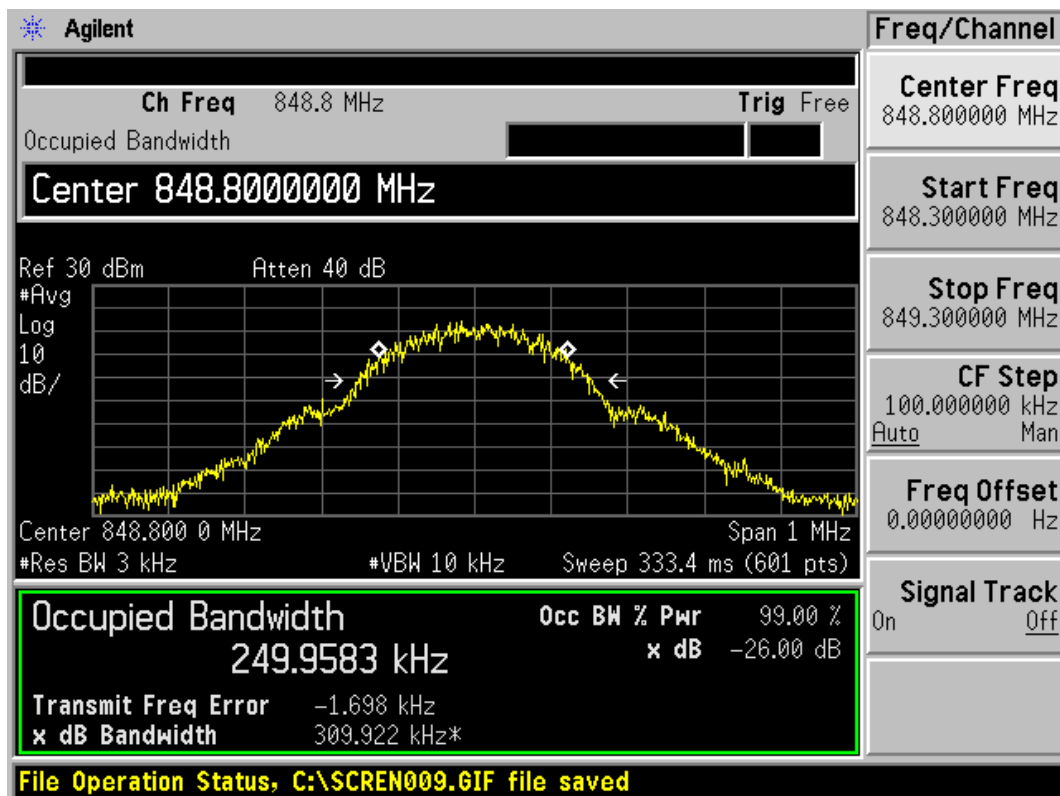 Agilent
Freq/Channel
Ch Freq 848.8 MHz Trig Free
Occupied Bandwidth
Center 848.8000000 MHz
Ref 30 dBm Atten 40 dB
#Avg
Log
10
dB/
Center 848.800 0 MHz Span 1 MHz
#Res BW 3 kHz #VBW 10 kHz Sweep 333.4 ms (601 pts)
Occupied Bandwidth Occ BW % Pwr 99.00 %
249.9583 kHz x dB -26.00 dB
Transmit Freq Error -1.698 kHz
x dB Bandwidth 309.922 kHz*
Center Freq
848.800000 MHz
Start Freq
848.300000 MHz
Stop Freq
849.300000 MHz
CF Step
100.000000 kHz
Auto Man
Freq Offset
0.00000000 Hz
Signal Track
On Off
File Operation Status, C:\SCREN009.GIF file saved